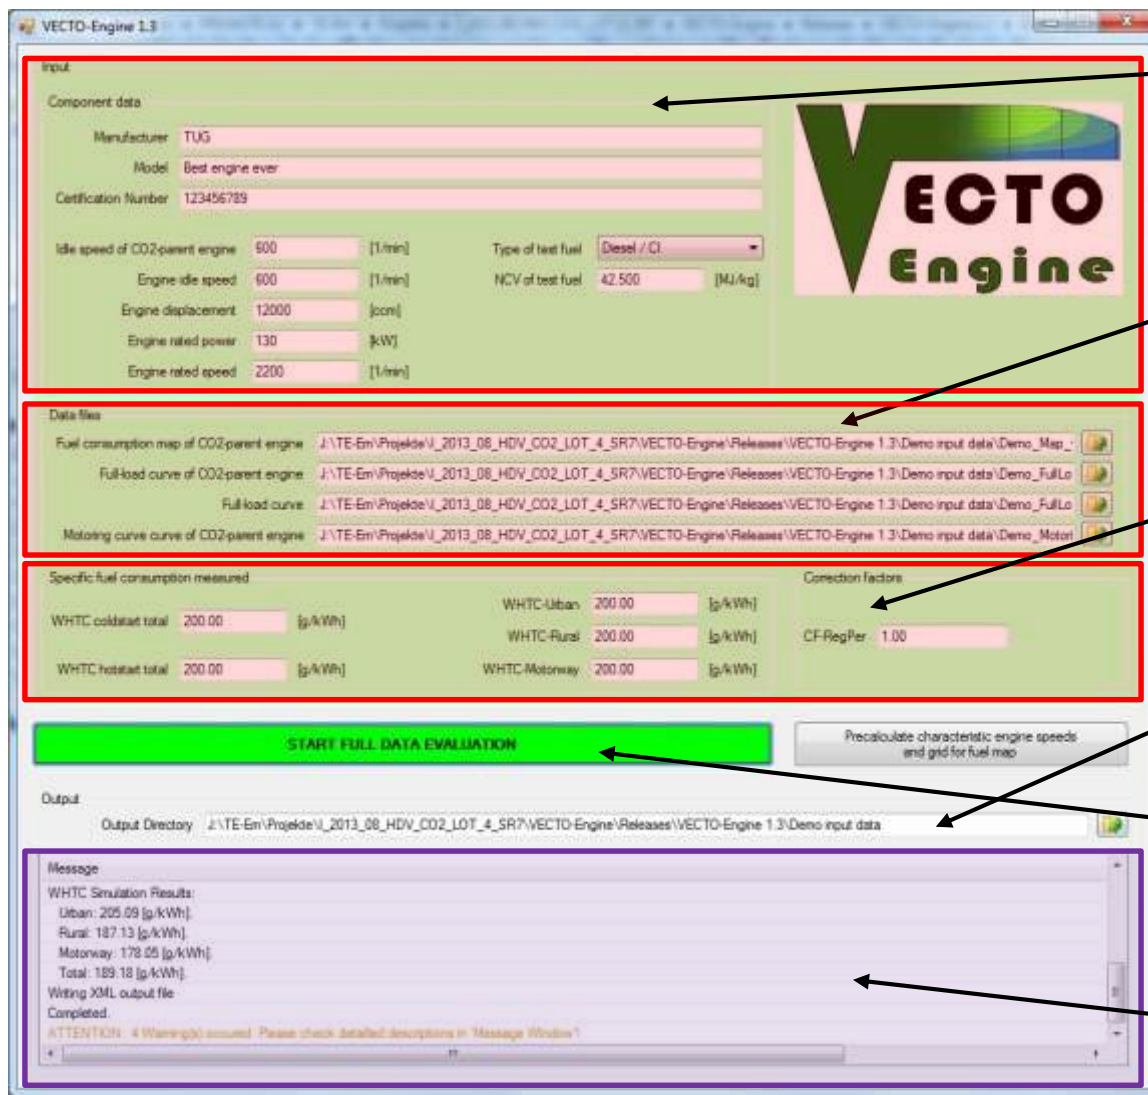 VECTO-Engine 1.3
Input
Component data
Manufacturer TUG
Model Best engine ever
Certification Number 123456789
Idle speed of CO2-parent engine 600 [1/min] Type of test fuel Diesel / CI
Engine idle speed 600 [1/min] NCV of test fuel 42.500 [MJ/kg]
Engine displacement 12000 [ccm]
Engine rated power 130 [kW]
Engine rated speed 2200 [1/min]
VECTO
Engine
Data files
Fuel consumption map of CO2-parent engine J:\TE-Em\Projekte\I_2013_08_HDV_CO2_LOT_4_SR7\VECTO-Engine\Releases\VECTO-Engine 1.3\Demo input data\Demo_Map_
Full-load curve of CO2-parent engine J:\TE-Em\Projekte\I_2013_08_HDV_CO2_LOT_4_SR7\VECTO-Engine\Releases\VECTO-Engine 1.3\Demo input data\Demo_FullLo
Full-load curve J:\TE-Em\Projekte\I_2013_08_HDV_CO2_LOT_4_SR7\VECTO-Engine\Releases\VECTO-Engine 1.3\Demo input data\Demo_FullLo
Motoring curve curve of CO2-parent engine J:\TE-Em\Projekte\I_2013_08_HDV_CO2_LOT_4_SR7\VECTO-Engine\Releases\VECTO-Engine 1.3\Demo input data\Demo_Motori
Specific fuel consumption measured Correction factors
WHTC coldstart total 200.00 [g/kWh] WHTC-Urban 200.00 [g/kWh]
WHTC-Rural 200.00 [g/kWh] CF-RegPer 1.00
WHTC hotstart total 200.00 [g/kWh] WHTC-Motorway 200.00 [g/kWh]
START FULL DATA EVALUATION
Precalculate characteristic engine speeds
and grid for fuel map
Output
Output Directory J:\TE-Em\Projekte\I_2013_08_HDV_CO2_LOT_4_SR7\VECTO-Engine\Releases\VECTO-Engine 1.3\Demo input data
Message
WHTC Simulation Results:
Urban: 205.09 [g/kWh].
Rural: 187.13 [g/kWh].
Motorway: 178.05 [g/kWh].
Total: 189.18 [g/kWh].
Writing XML output file
Completed.
ATTENTION: 4 Warning(s) occured. Please check detailed descriptions in 'Message Window'!